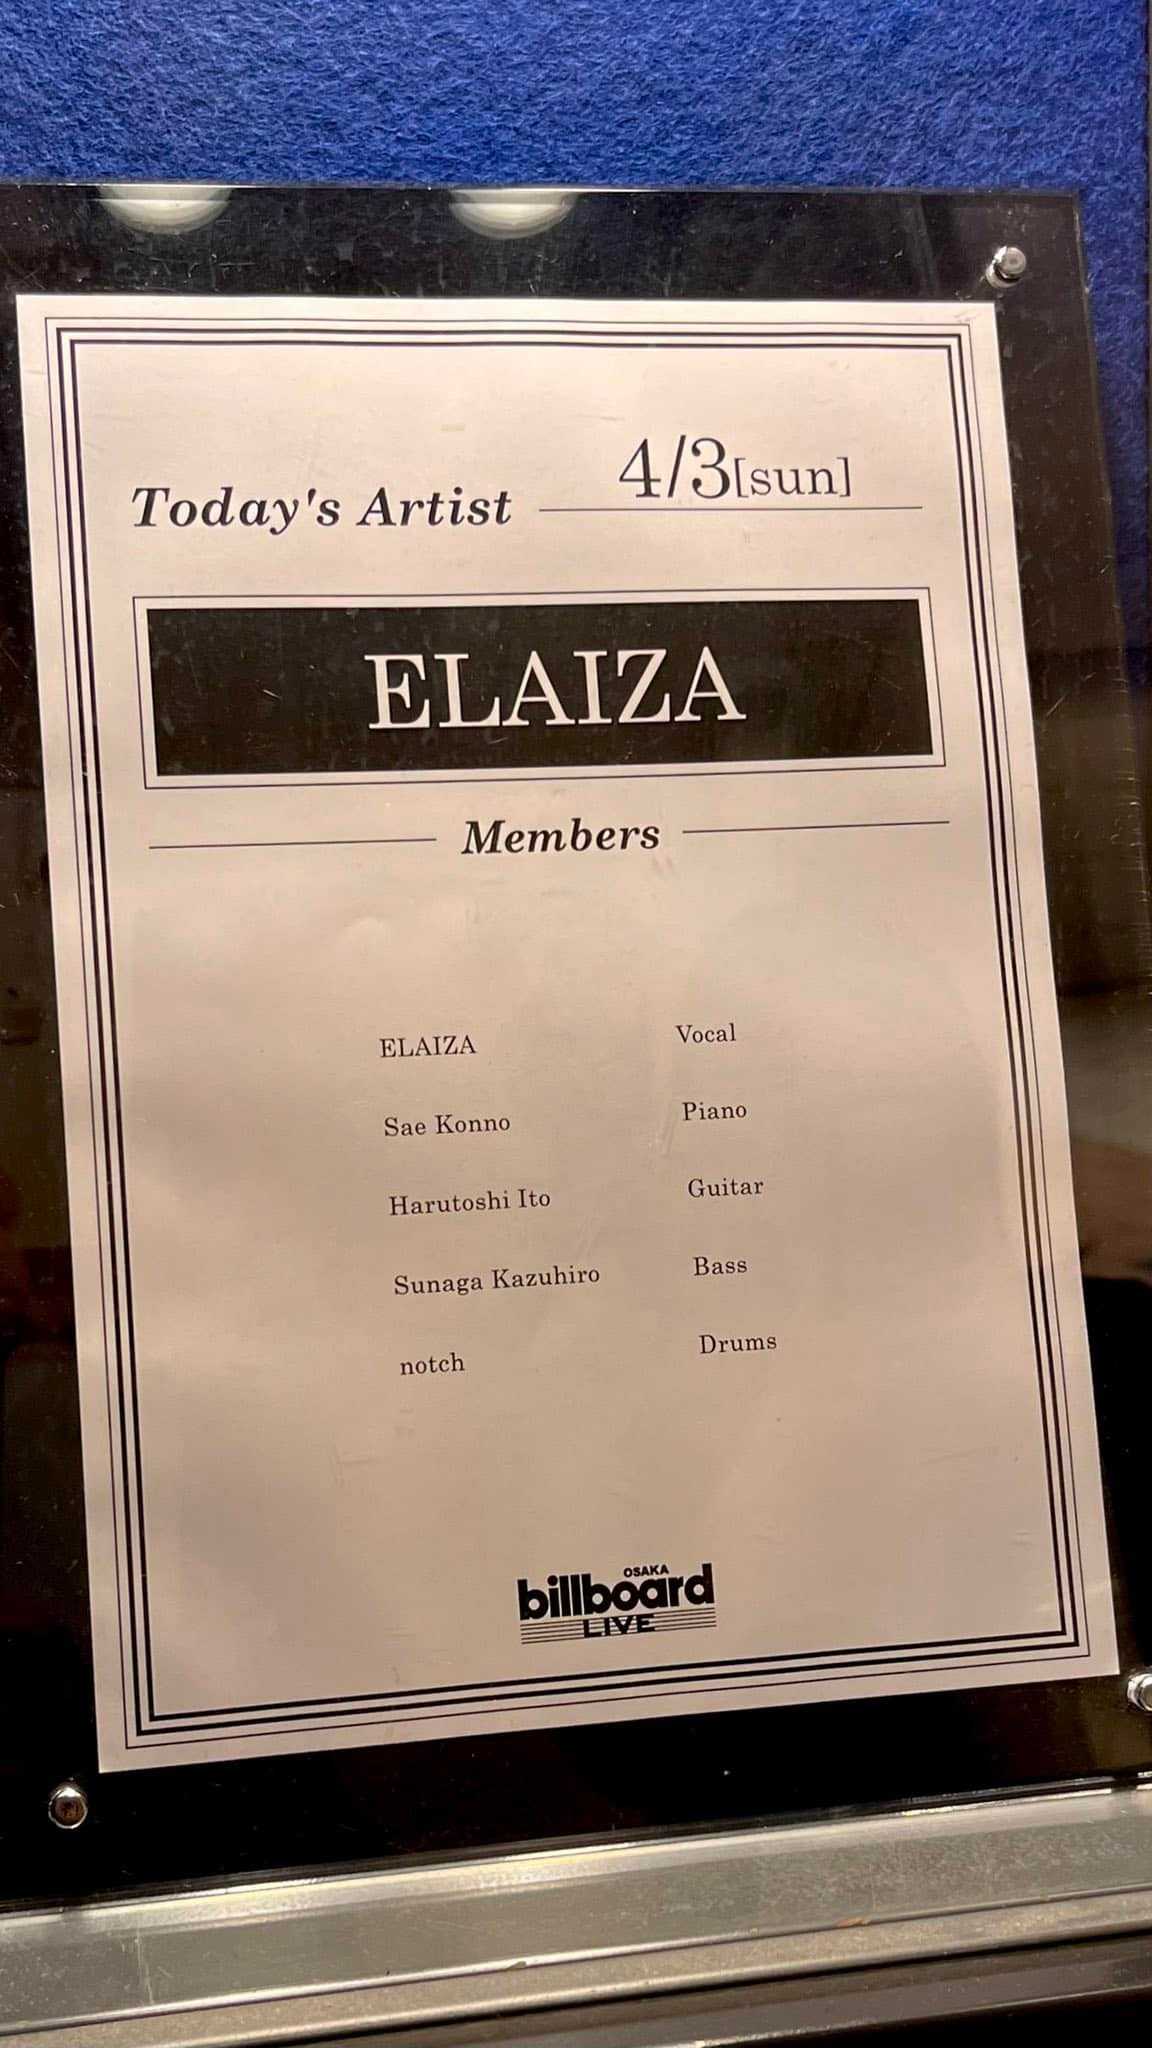 Today's Artist 4/3[sun]
ELAIZA
Members
ELAIZA Vocal
Sae Konno Piano
Harutoshi Ito Guitar
Sunaga Kazuhiro Bass
notch Drums
OSAKA
billboard
LIVE